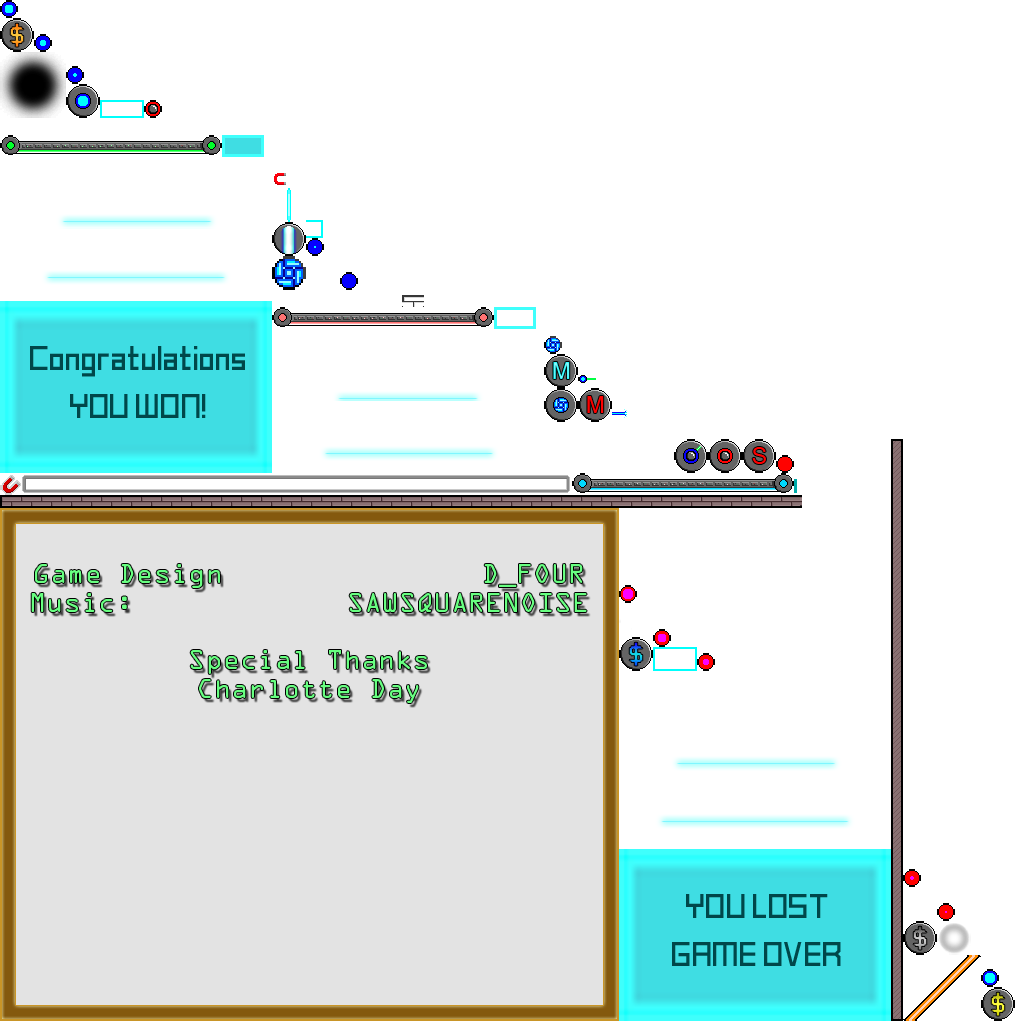 $
Congratulations
YOU WON!
M
M
O O S
Game Design D_FOUR
Music: SAWSQUARENOISE
Special Thanks
Charlotte Day
$
YOU LOST
GAME OVER
$
$